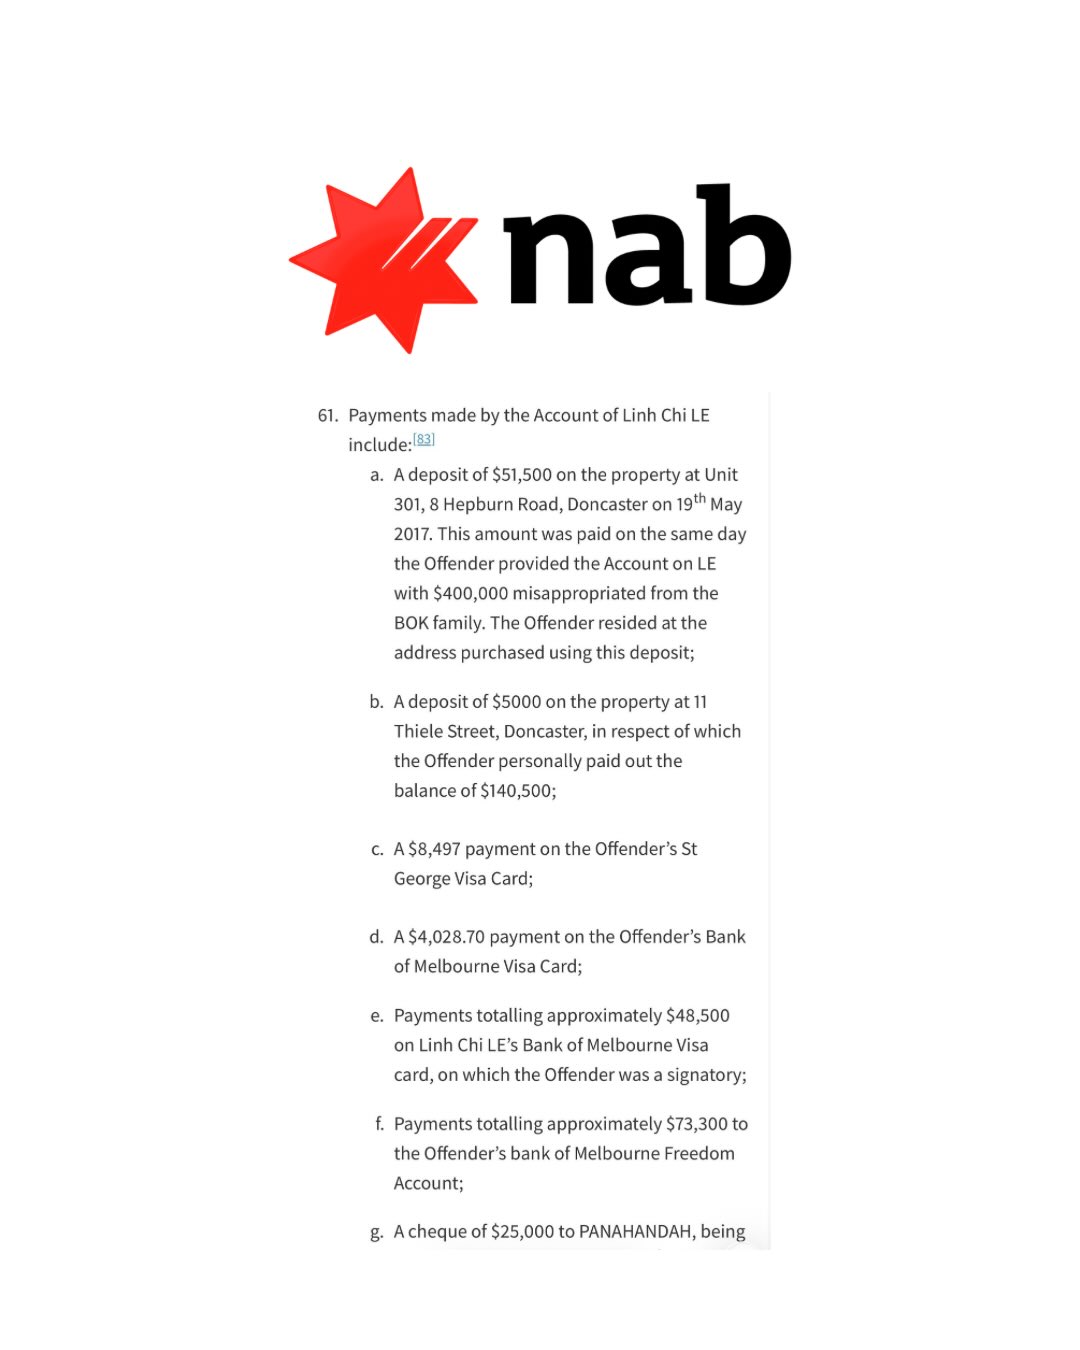 nab
61. Payments made by the Account of Linh Chi LE
include:[83]
a. A deposit of $51,500 on the property at Unit
301, 8 Hepburn Road, Doncaster on 19th May
2017. This amount was paid on the same day
the Offender provided the Account on LE
with $400,000 misappropriated from the
BOK family. The Offender resided at the
address purchased using this deposit;
b. A deposit of $5000 on the property at 11
Thiele Street, Doncaster, in respect of which
the Offender personally paid out the
balance of $140,500;
c. A $8,497 payment on the Offender's St
George Visa Card;
d. A $4,028.70 payment on the Offender's Bank
of Melbourne Visa Card;
e. Payments totalling approximately $48,500
on Linh Chi LE's Bank of Melbourne Visa
card, on which the Offender was a signatory;
f. Payments totalling approximately $73,300 to
the Offender's bank of Melbourne Freedom
Account;
g. A cheque of $25,000 to PANAHANDAH, being